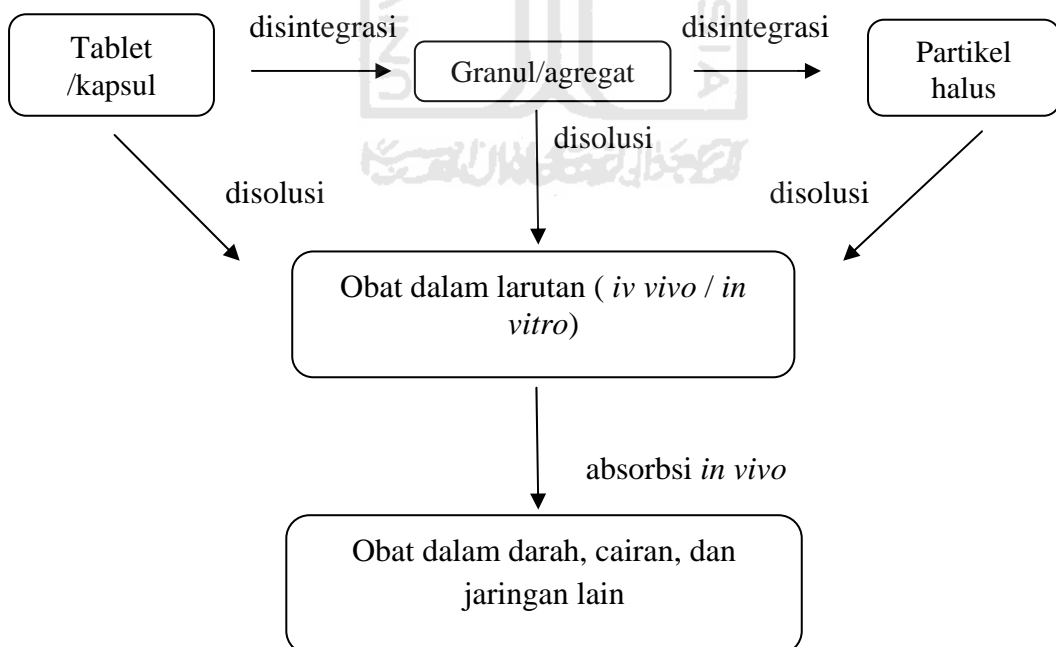 disintegrasi
disintegrasi
Tablet
/kapsul
Granul/agregat
Partikel
halus
disolusi
disolusi
disolusi
Obat dalam larutan ( iv vivo / in
vitro)
absorbsi in vivo
Obat dalam darah, cairan, dan
jaringan lain